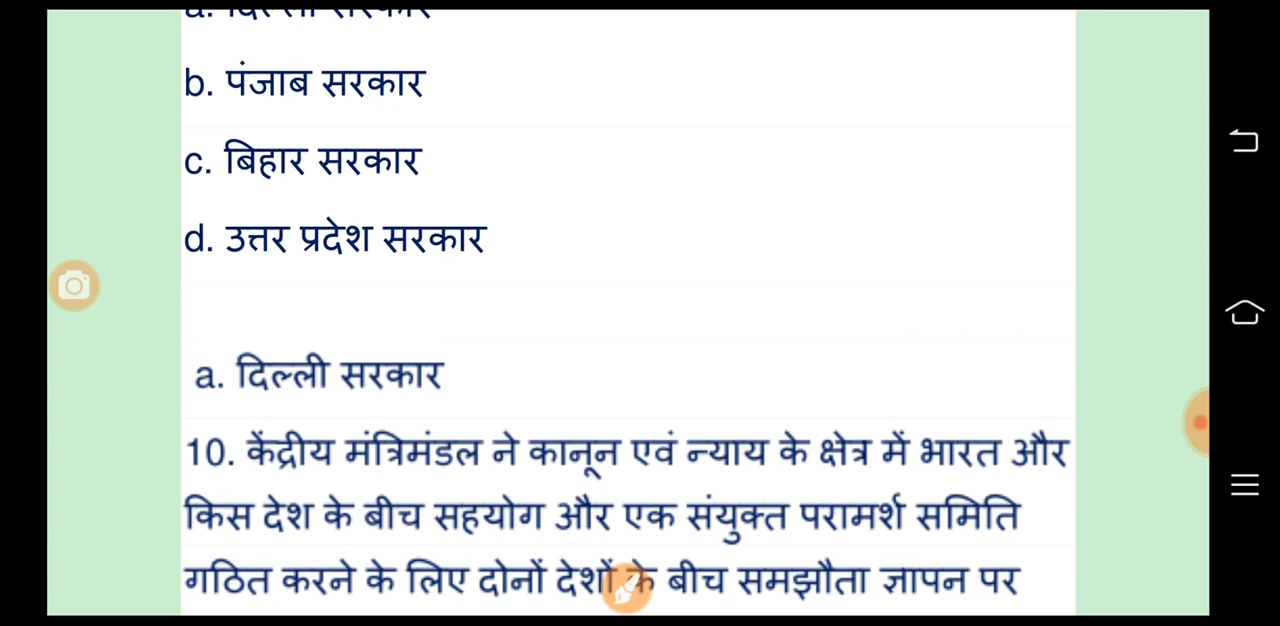 a. दिल्ली सरकार
b. पंजाब सरकार
c. बिहार सरकार
d. उत्तर प्रदेश सरकार
a. दिल्ली सरकार
10. केंद्रीय मंत्रिमंडल ने कानून एवं न्याय के क्षेत्र में भारत और
किस देश के बीच सहयोग और एक संयुक्त परामर्श समिति
गठित करने के लिए दोनों देशों के बीच समझौता ज्ञापन पर